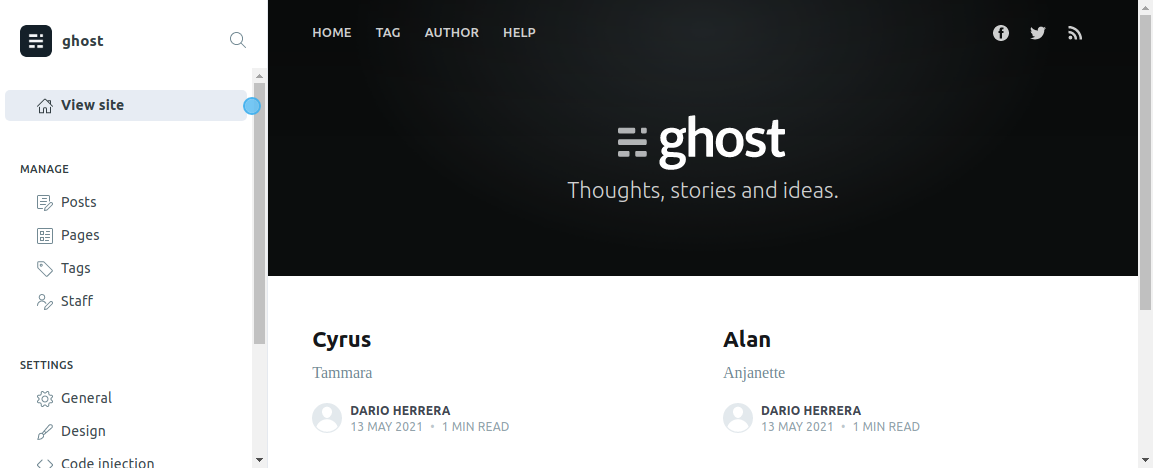 ghost
View site
MANAGE
Posts
Pages
Tags
Staff
SETTINGS
General
Design
Code injection
HOME TAG AUTHOR HELP
ghost
Thoughts, stories and ideas.
Cyrus
Tammara
DARIO HERRERA
13 MAY 2021 • 1 MIN READ
Alan
Anjanette
DARIO HERRERA
13 MAY 2021 • 1 MIN READ